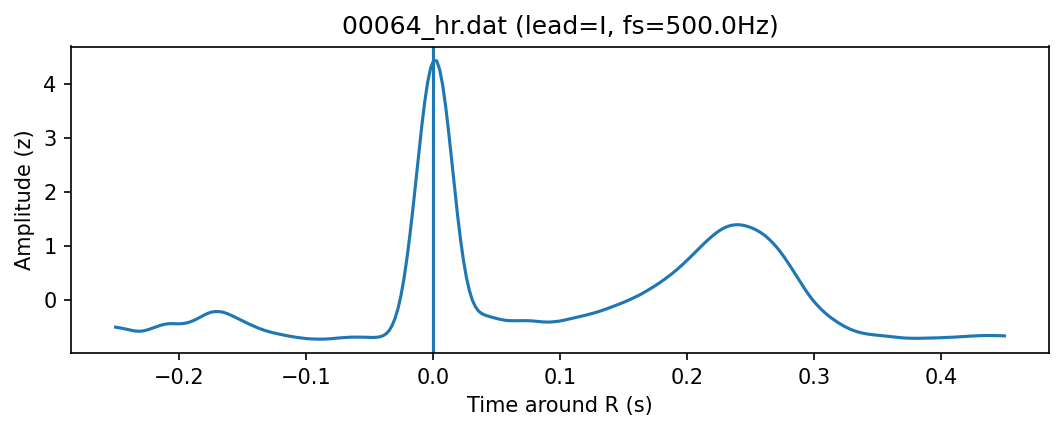 00064_hr.dat (lead=I, fs=500.0Hz)
Amplitude (z)
4
3
2
1
0
−0.2 −0.1 0.0 0.1 0.2 0.3 0.4
Time around R (s)